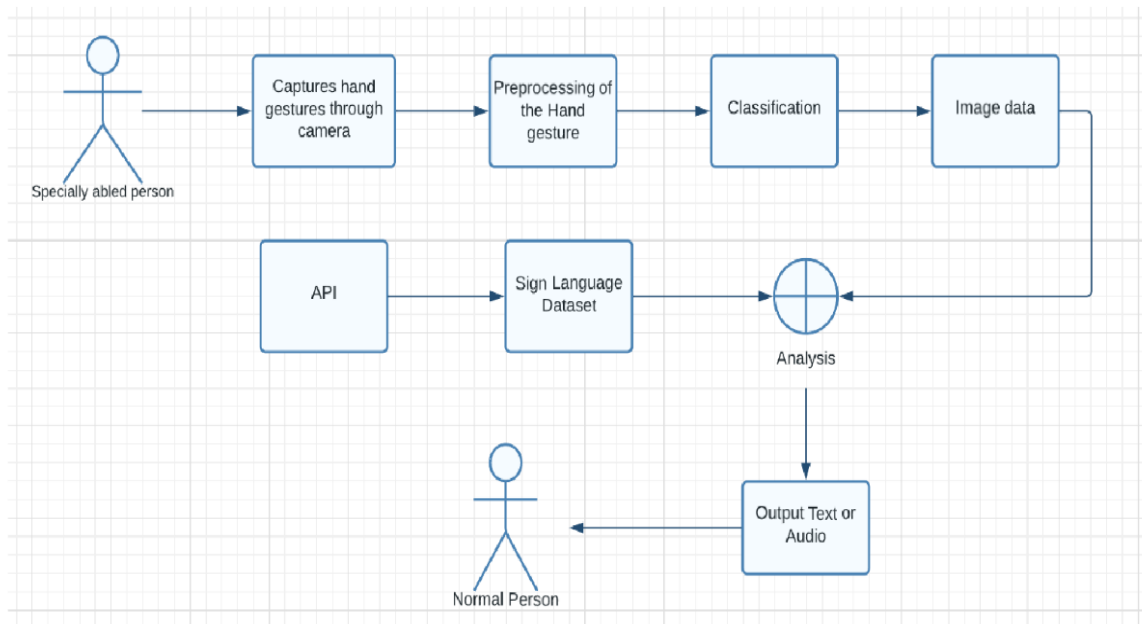 Captures hand
gestures through
camera
Preprocessing of
the Hand
gesture
Classification
Image data
Specially abled person
API
Sign Language
Dataset
Analysis
Output Text or
Audio
Normal Person